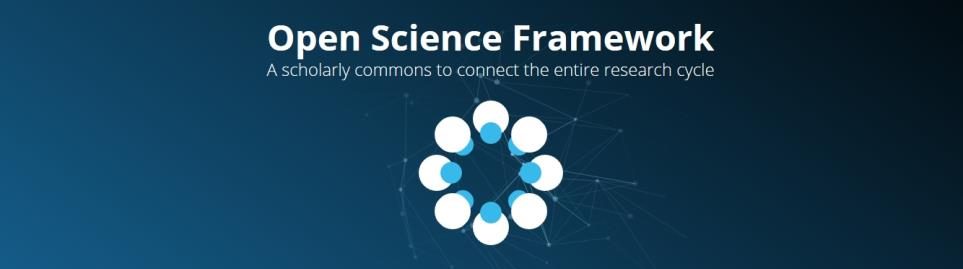 Open Science Framework
A scholarly commons to connect the entire research cycle